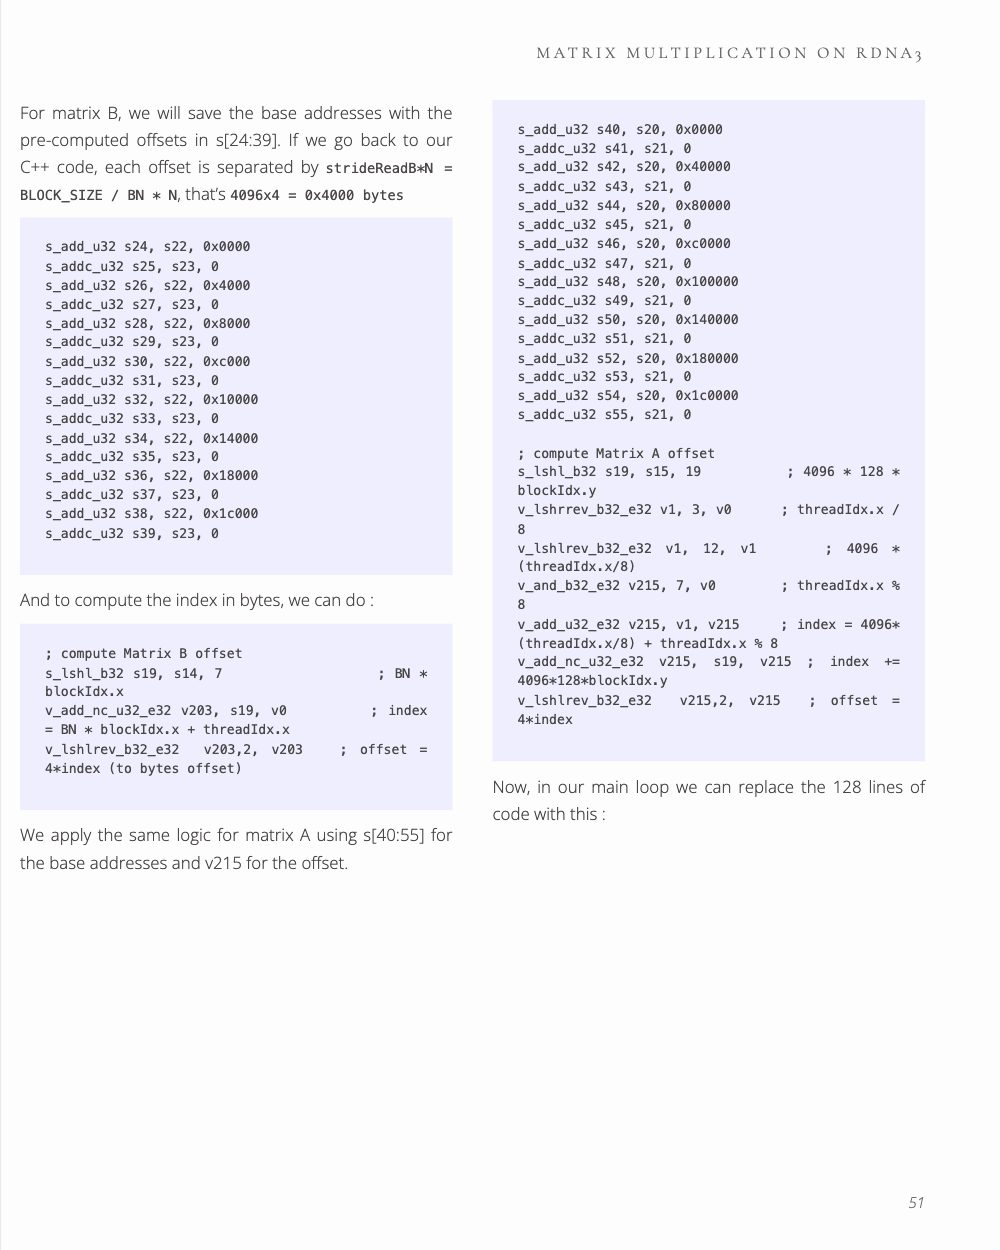 MATRIX MULTIPLICATION ON RDNA3
For matrix B, we will save the base addresses with the
pre-computed offsets in s[24:39]. If we go back to our
C++ code, each offset is separated by strideReadB*N =
BLOCK_SIZE / BN * N, that’s 4096x4 = 0x4000 bytes
s_add_u32 s24, s22, 0x0000
s_addc_u32 s25, s23, 0
s_add_u32 s26, s22, 0x4000
s_addc_u32 s27, s23, 0
s_add_u32 s28, s22, 0x8000
s_addc_u32 s29, s23, 0
s_add_u32 s30, s22, 0xc000
s_addc_u32 s31, s23, 0
s_add_u32 s32, s22, 0x10000
s_addc_u32 s33, s23, 0
s_add_u32 s34, s22, 0x14000
s_addc_u32 s35, s23, 0
s_add_u32 s36, s22, 0x18000
s_addc_u32 s37, s23, 0
s_add_u32 s38, s22, 0x1c000
s_addc_u32 s39, s23, 0
And to compute the index in bytes, we can do :
; compute Matrix B offset
s_lshl_b32 s19, s14, 7 ; BN *
blockIdx.x
v_add_nc_u32_e32 v203, s19, v0 ; index
= BN * blockIdx.x + threadIdx.x
v_lshlrev_b32_e32 v203,2, v203 ; offset =
4*index (to bytes offset)
We apply the same logic for matrix A using s[40:55] for
the base addresses and v215 for the offset.
s_add_u32 s40, s20, 0x0000
s_addc_u32 s41, s21, 0
s_add_u32 s42, s20, 0x40000
s_addc_u32 s43, s21, 0
s_add_u32 s44, s20, 0x80000
s_addc_u32 s45, s21, 0
s_add_u32 s46, s20, 0xc0000
s_addc_u32 s47, s21, 0
s_add_u32 s48, s20, 0x100000
s_addc_u32 s49, s21, 0
s_add_u32 s50, s20, 0x140000
s_addc_u32 s51, s21, 0
s_add_u32 s52, s20, 0x180000
s_addc_u32 s53, s21, 0
s_add_u32 s54, s20, 0x1c0000
s_addc_u32 s55, s21, 0
; compute Matrix A offset
s_lshl_b32 s19, s15, 19 ; 4096 * 128 *
blockIdx.y
v_lshrrev_b32_e32 v1, 3, v0 ; threadIdx.x /
8
v_lshlrev_b32_e32 v1, 12, v1 ; 4096 *
(threadIdx.x/8)
v_and_b32_e32 v215, 7, v0 ; threadIdx.x %
8
v_add_u32_e32 v215, v1, v215 ; index = 4096*
(threadIdx.x/8) + threadIdx.x % 8
v_add_nc_u32_e32 v215, s19, v215 ; index +=
4096*128*blockIdx.y
v_lshlrev_b32_e32 v215,2, v215 ; offset =
4*index
Now, in our main loop we can replace the 128 lines of
code with this :
51